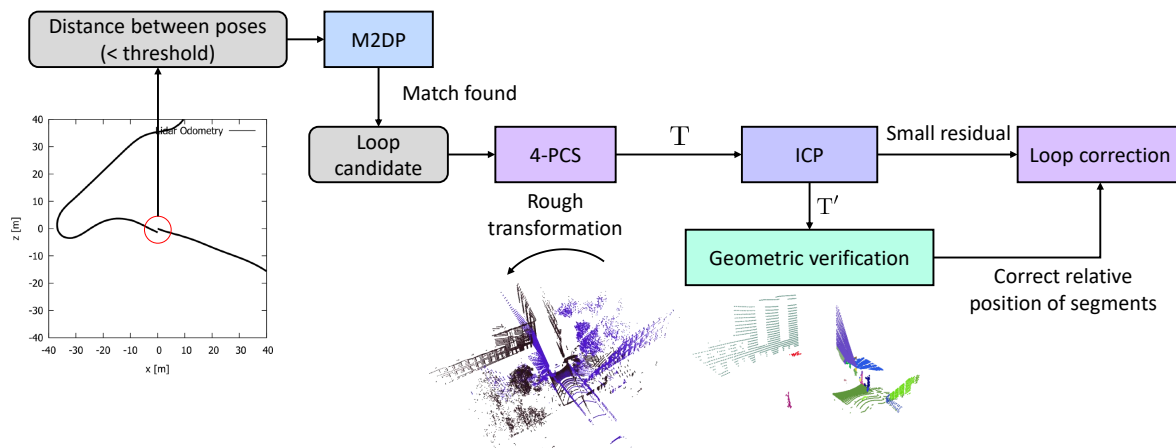 Distance between poses
(< threshold)
M2DP
Match found
Loop
candidate
4-PCS
T
ICP
Small residual
Loop correction
T′
Rough
transformation
Geometric verification
Correct relative
position of segments
Lidar Odometry
40
30
20
10
0
-10
-20
-30
-40
z [m]
-40 -30 -20 -10 0 10 20 30 40
x [m]